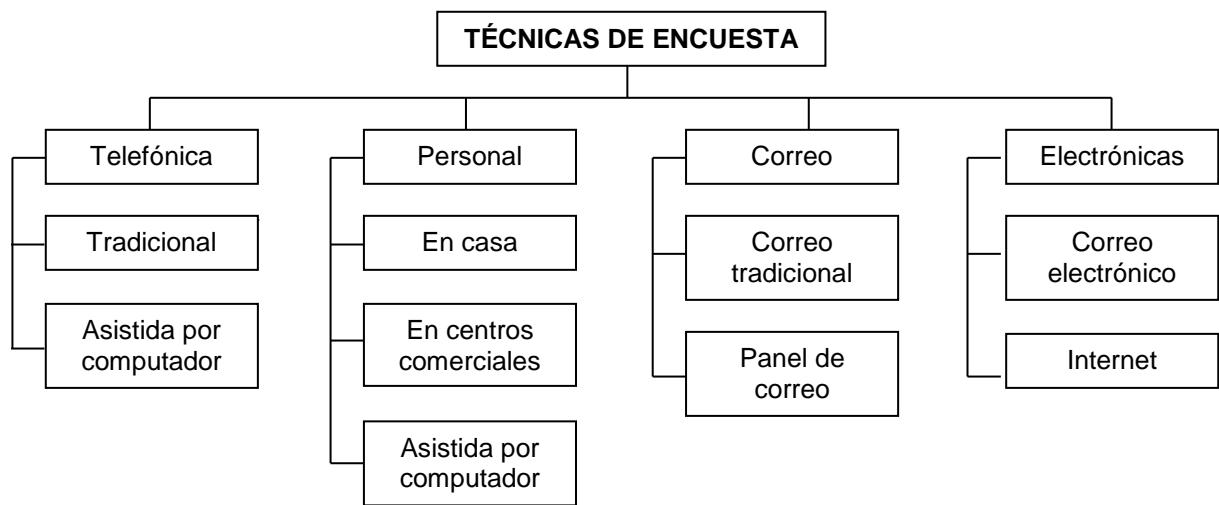 TÉCNICAS DE ENCUESTA
Telefónica
Tradicional
Asistida por
computador
Personal
En casa
En centros
comerciales
Asistida por
computador
Correo
Correo
tradicional
Panel de
correo
Electrónicas
Correo
electrónico
Internet